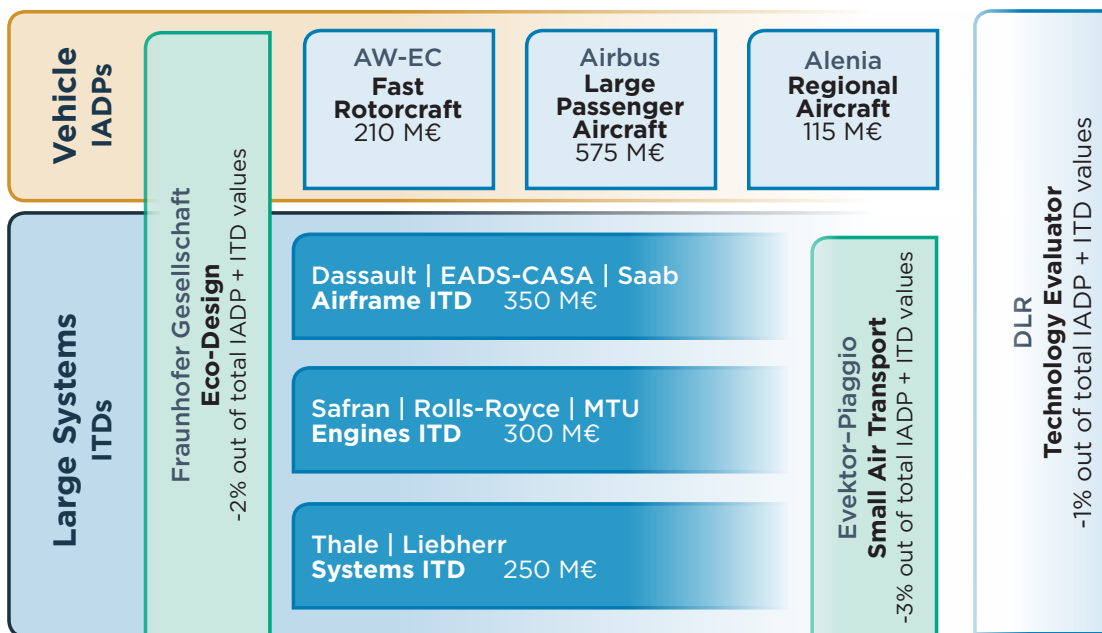 Vehicle
IADPs
AW-EC
Fast
Rotorcraft
210 M€
Airbus
Large
Passenger
Aircraft
575 M€
Alenia
Regional
Aircraft
115 M€
Large Systems
ITDs
Fraunhofer Gesellschaft
Eco-Design
-2% out of total IADP + ITD values
Dassault | EADS-CASA | Saab
Airframe ITD 350 M€
Safran | Rolls-Royce | MTU
Engines ITD 300 M€
Thale | Liebherr
Systems ITD 250 M€
Evektor–Piaggio
Small Air Transport
-3% out of total IADP + ITD values
DLR
Technology Evaluator
-1% out of total IADP + ITD values